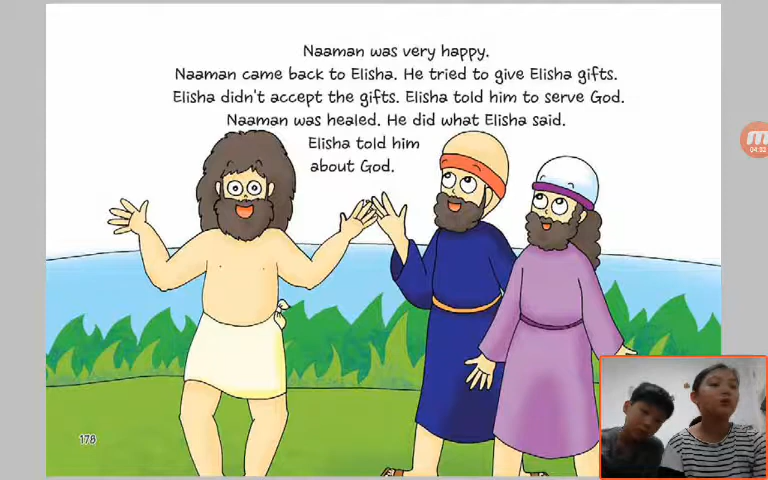 Naaman was very happy.
Naaman came back to Elisha. He tried to give Elisha gifts.
Elisha didn't accept the gifts. Elisha told him to serve God.
Naaman was healed. He did what Elisha said.
Elisha told him
about God.
178
04:52